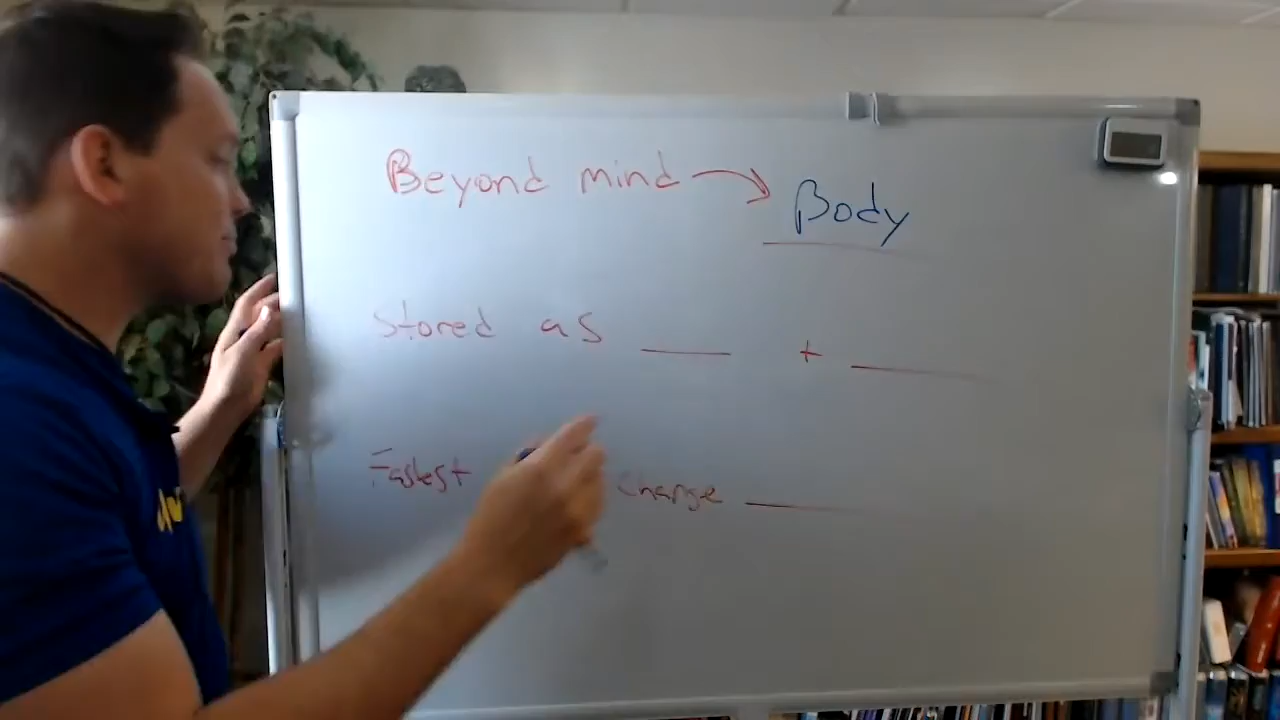 Beyond mind → Body
Stored as ___ + ___
Fastest change ___